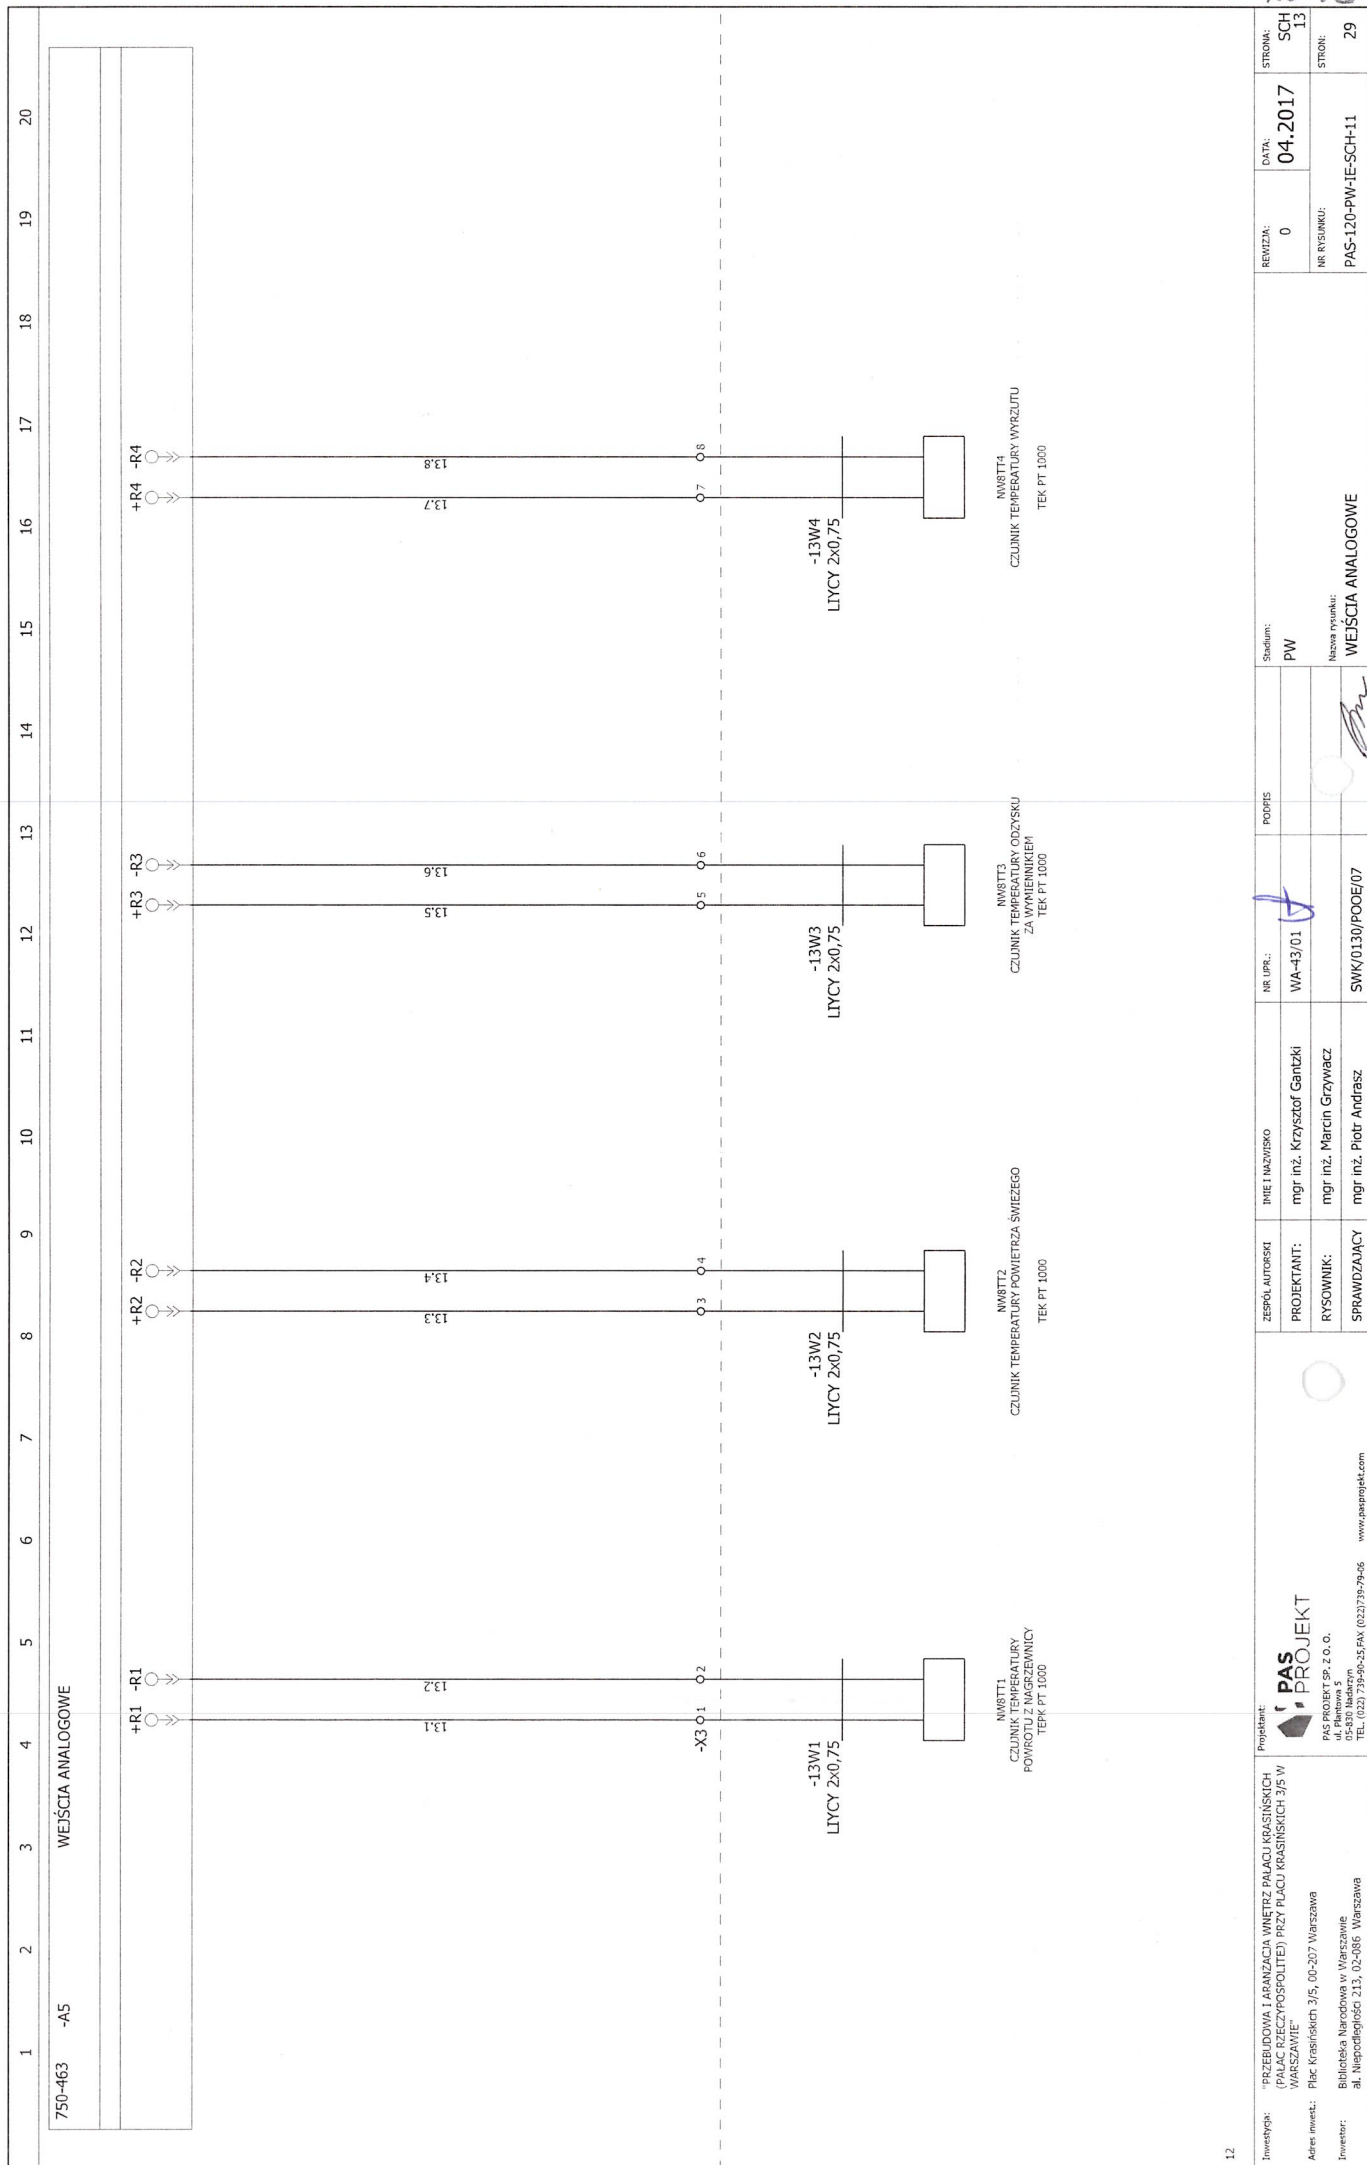 1 2 3 4 5 6 7 8 9 10 11 12 13 14 15 16 17 18 19 20
750-463 -A5 WEJŚCIA ANALOGOWE
+R1 -R1 +R2 -R2 +R3 -R3 +R4 -R4
13.1 13.2 13.3 13.4 13.5 13.6 13.7 13.8
-X3 1 2 3 4 5 6 7 8
-13W1
LIYCY 2x0,75
-13W2
LIYCY 2x0,75
-13W3
LIYCY 2x0,75
-13W4
LIYCY 2x0,75
NW8TT1
CZUJNIK TEMPERATURY
POWROTU Z NAGRZEWNICY
TEPK PT 1000
NW8TT2
CZUJNIK TEMPERATURY POWIETRZA ŚWIEZEGO
TEK PT 1000
NW8TT3
CZUJNIK TEMPERATURY ODZYSKU
ZA WYMIENNIKIEM
TEK PT 1000
NW8TT4
CZUJNIK TEMPERATURY WYRZUTU
TEK PT 1000
12
Inwestycja: "PRZEBUDOWA I ARANŻACJA WNĘTRZ PAŁACU KRASIŃSKICH
(PAŁAC RZECZYPOSPOLITEJ) PRZY PLACU KRASIŃSKICH 3/5 W
WARSZAWIE"
Adres inwest.: Plac Krasińskich 3/5, 00-207 Warszawa
Inwestor: Biblioteka Narodowa w Warszawie
al. Niepodległości 213, 02-086 Warszawa
Projektant:
PAS
PROJEKT
PAS PROJEKT SP. Z O. O.
ul. Plantowa 5
05-830 Nadarzyn
TEL. (022) 739-90-25,FAX (022)739-79-06 www.pasprojekt.com
ZESPÓŁ AUTORSKI IMIĘ I NAZWISKO NR UPR.: PODPIS
PROJEKTANT: mgr inż. Krzysztof Gantzki WA-43/01
RYSOWNIK: mgr inż. Marcin Grzywacz
SPRAWDZAJĄCY mgr inż. Piotr Andrasz SWK/0130/POOE/07
Stadium:
PW
Nazwa rysunku:
WEJŚCIA ANALOGOWE
REWIZJA: 0
DATA: 04.2017
STRONA: SCH
13
NR RYSUNKU:
PAS-120-PW-IE-SCH-11
STRON:
29